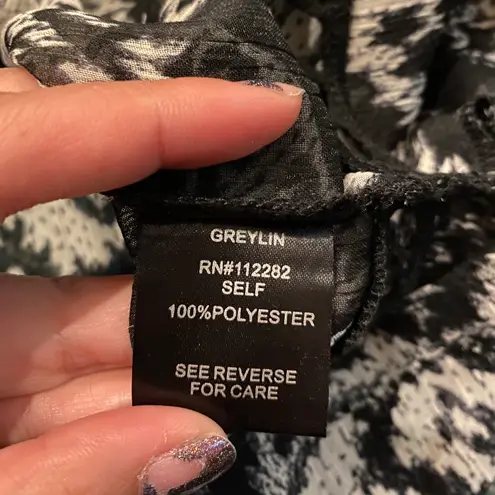 GREYLIN
RN#112282
SELF
100%POLYESTER
SEE REVERSE
FOR CARE